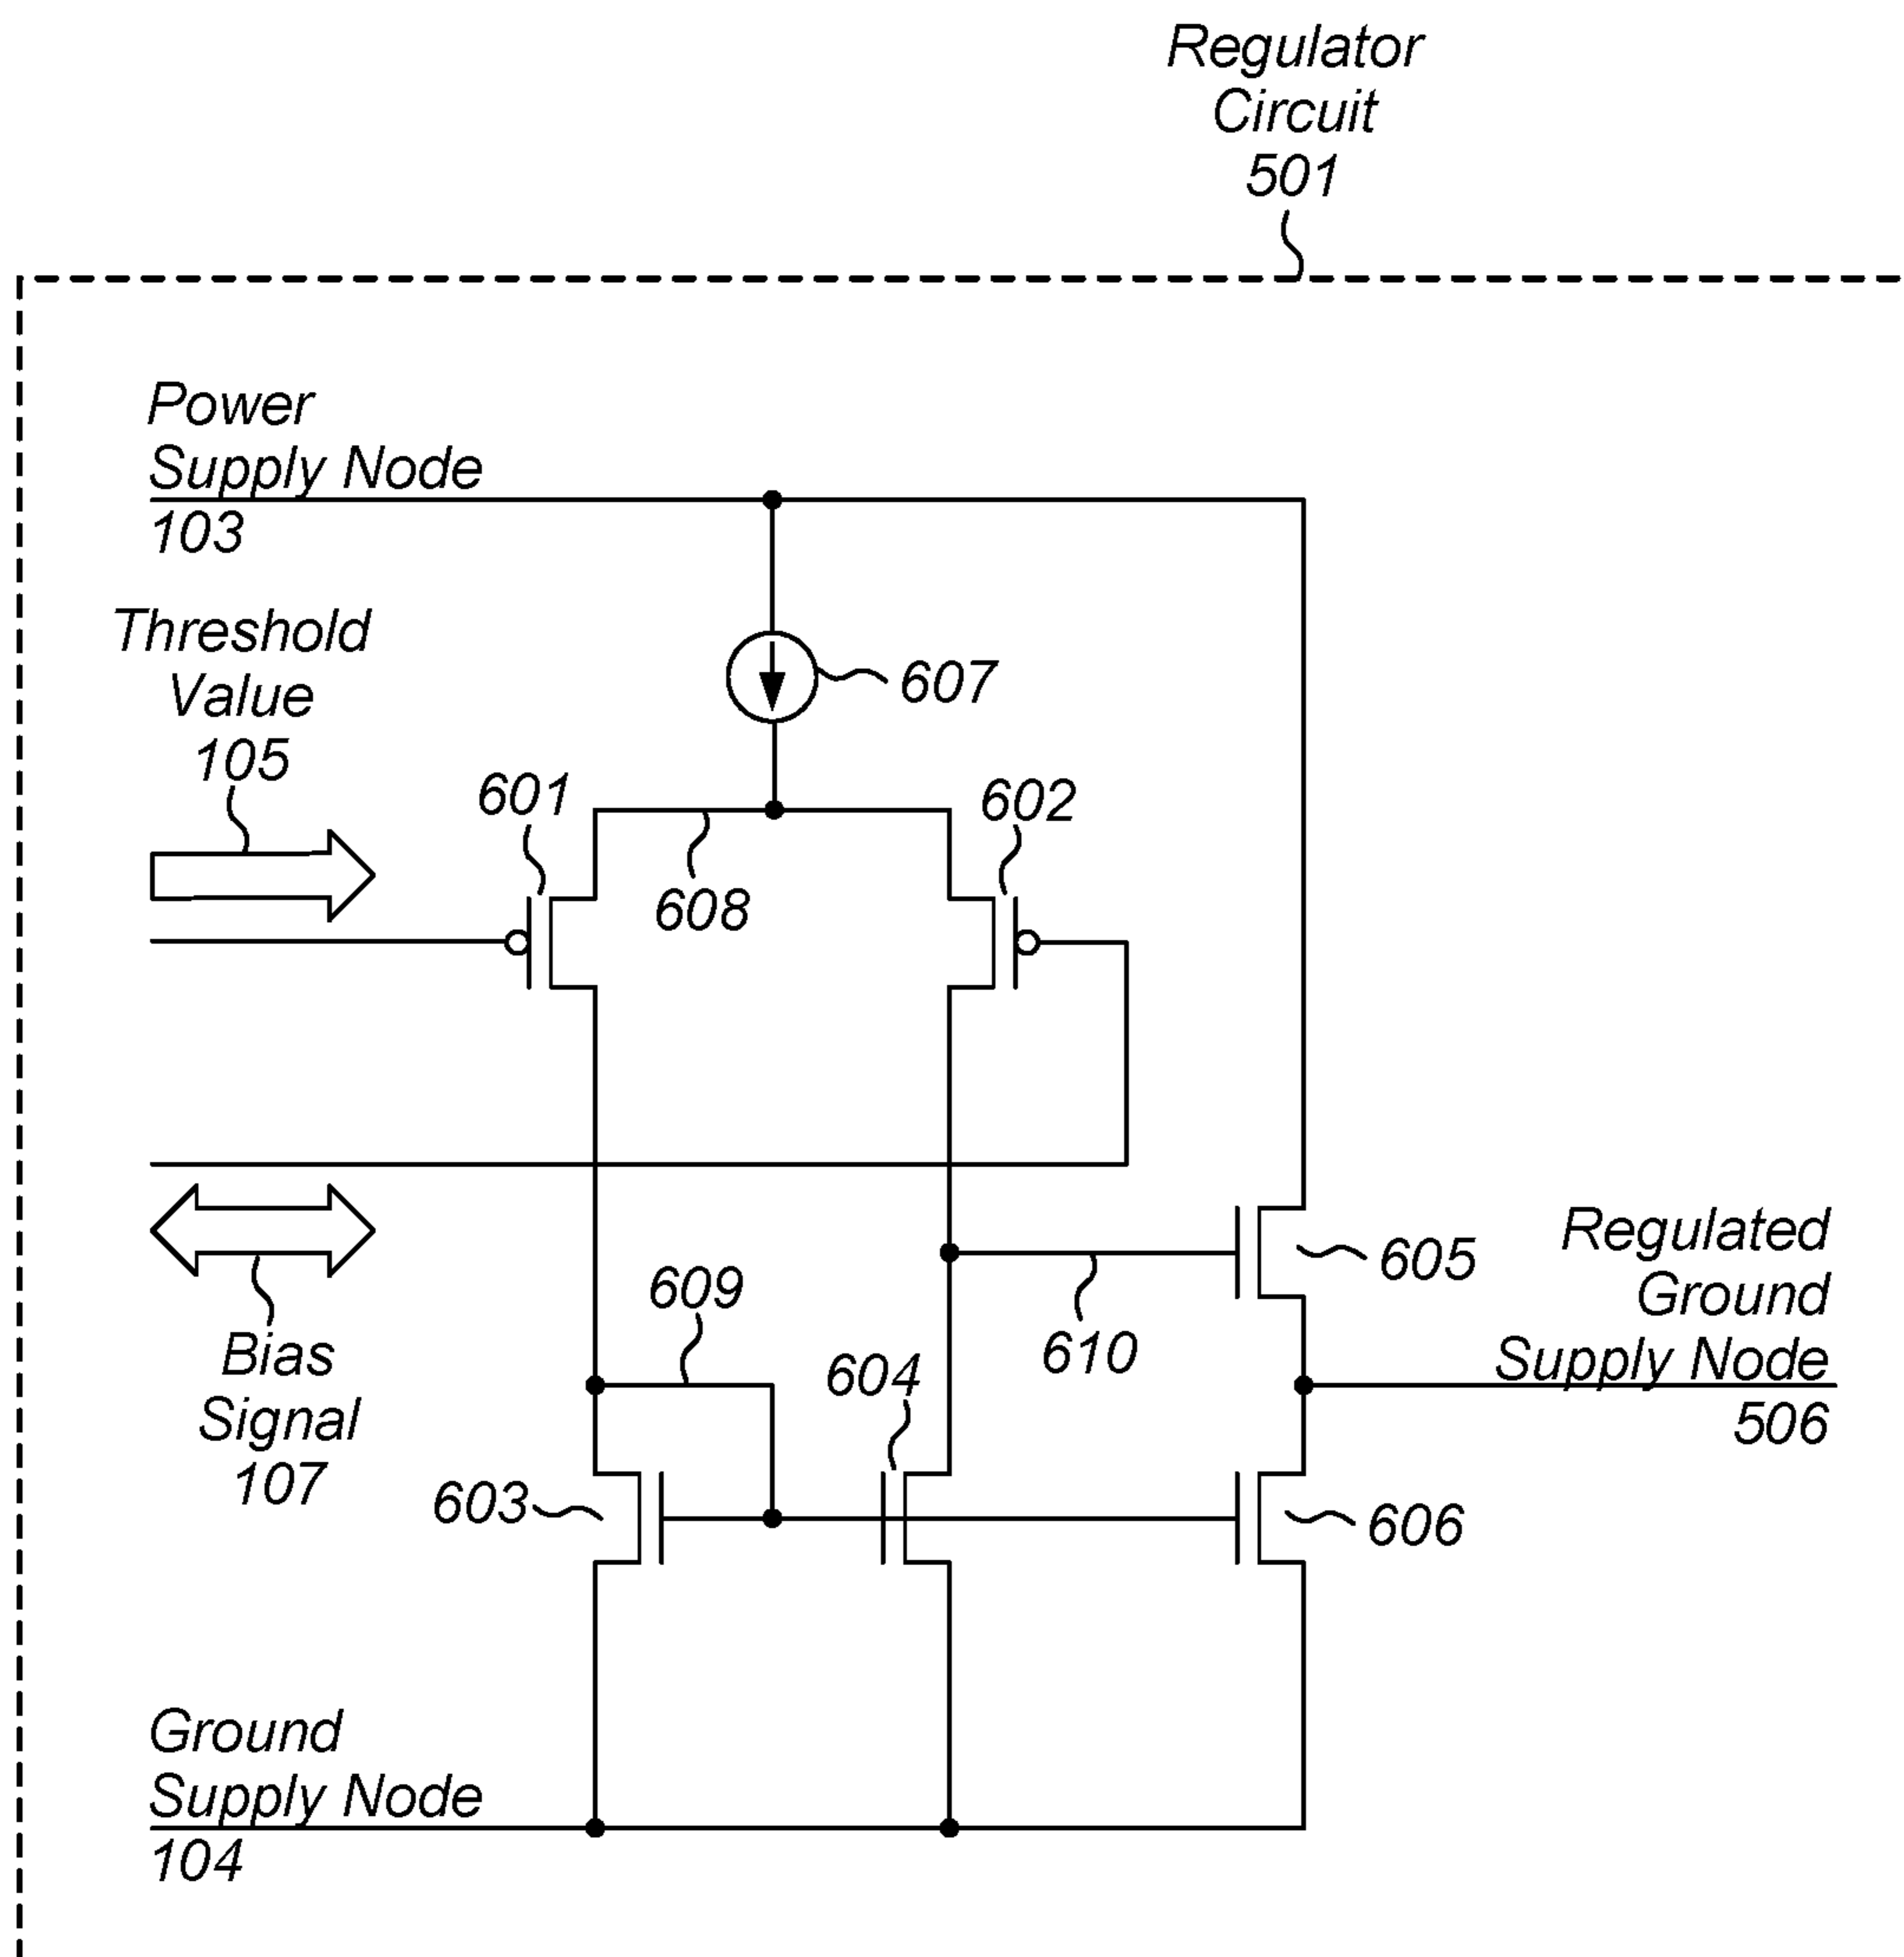 Regulator
Circuit
501
Power
Supply Node
103
Threshold
Value
105
607
601
602
608
Regulated
Ground
Supply Node
506
605
609
610
604
Bias
Signal
107
603
606
Ground
Supply Node
104